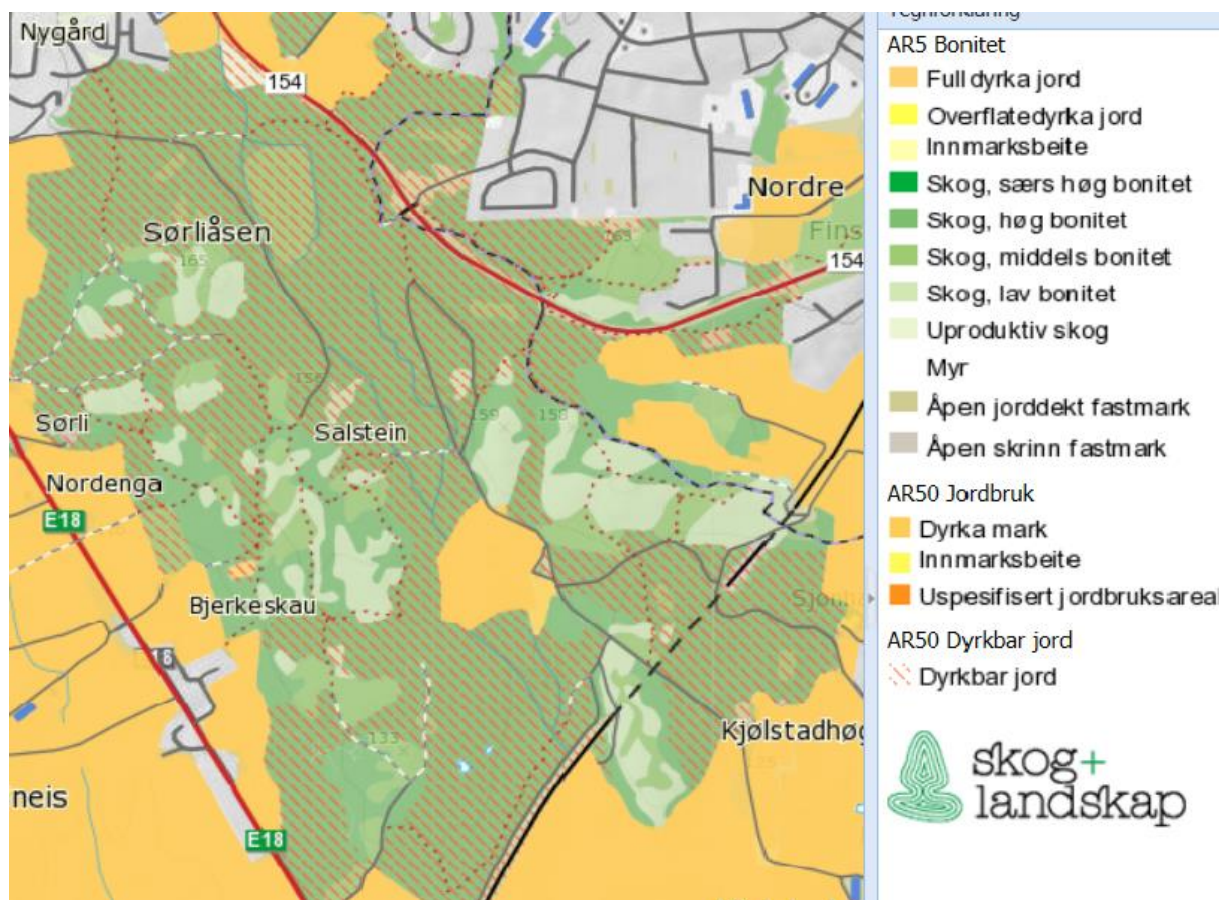 Nygård
154
Nordre
Sørliåsen
165
163
Fins
154
158
Sørli
Salstein
159
158
Nordenga
E18
Bjerkeskau
18
133
Kjølstadhøg
neis
E18
Tegnforklaring
AR5 Bonitet
Full dyrka jord
Overflatedyrka jord
Innmarksbeite
Skog, særs høg bonitet
Skog, høg bonitet
Skog, middels bonitet
Skog, lav bonitet
Uproduktiv skog
Myr
Åpen jorddekt fastmark
Åpen skrinn fastmark
AR50 Jordbruk
Dyrka mark
Innmarksbeite
Uspesifisert jordbruksareal
AR50 Dyrkbar jord
Dyrkbar jord
skog+
landskap